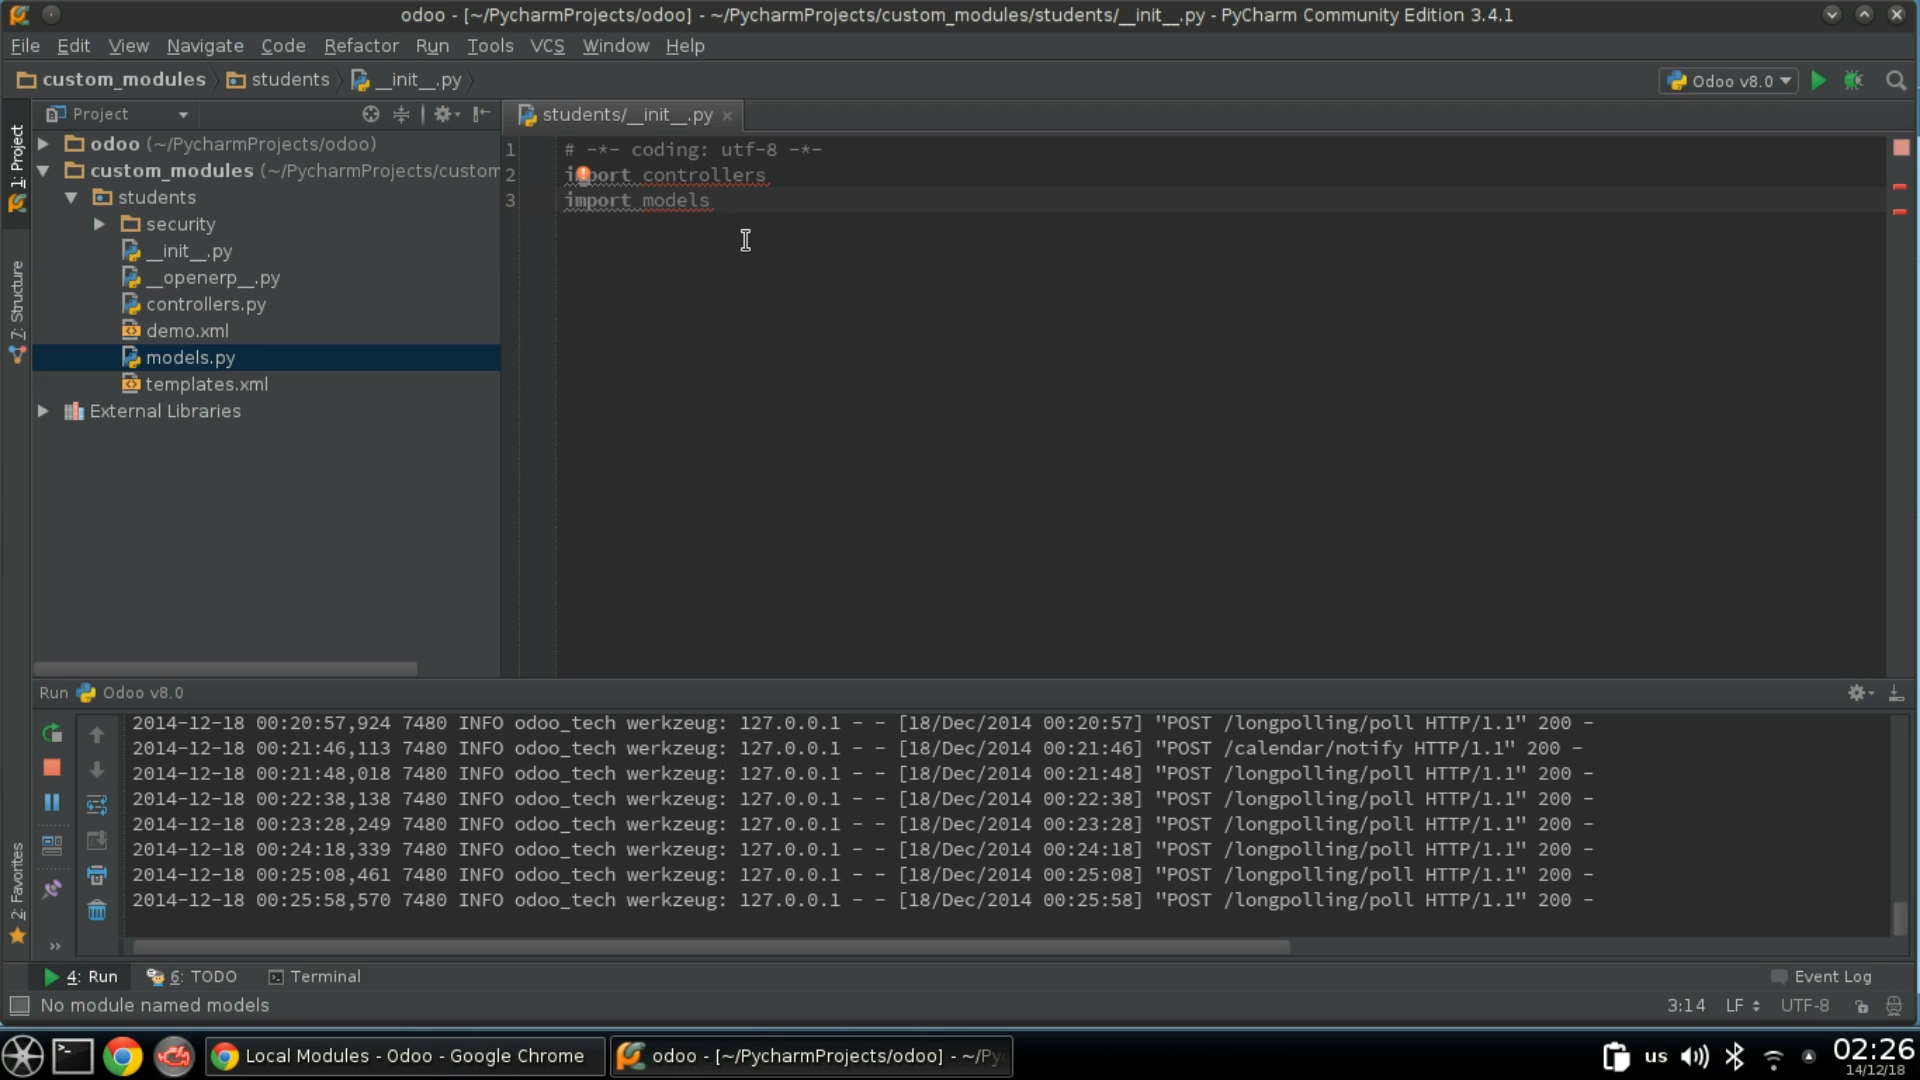 odoo - [~/PycharmProjects/odoo] - ~/PycharmProjects/custom_modules/students/__init__.py - PyCharm Community Edition 3.4.1
File Edit View Navigate Code Refactor Run Tools VCS Window Help
custom_modules students __init__.py Odoo v8.0
1: Project
7: Structure
2: Favorites
Project
odoo (~/PycharmProjects/odoo)
custom_modules (~/PycharmProjects/custom
students
security
__init__.py
__openerp__.py
controllers.py
demo.xml
models.py
templates.xml
External Libraries
students/__init__.py
1 # -*- coding: utf-8 -*-
2 import controllers
3 import models
Run Odoo v8.0
2014-12-18 00:20:57,924 7480 INFO odoo_tech werkzeug: 127.0.0.1 - - [18/Dec/2014 00:20:57] "POST /longpolling/poll HTTP/1.1" 200 -
2014-12-18 00:21:46,113 7480 INFO odoo_tech werkzeug: 127.0.0.1 - - [18/Dec/2014 00:21:46] "POST /calendar/notify HTTP/1.1" 200 -
2014-12-18 00:21:48,018 7480 INFO odoo_tech werkzeug: 127.0.0.1 - - [18/Dec/2014 00:21:48] "POST /longpolling/poll HTTP/1.1" 200 -
2014-12-18 00:22:38,138 7480 INFO odoo_tech werkzeug: 127.0.0.1 - - [18/Dec/2014 00:22:38] "POST /longpolling/poll HTTP/1.1" 200 -
2014-12-18 00:23:28,249 7480 INFO odoo_tech werkzeug: 127.0.0.1 - - [18/Dec/2014 00:23:28] "POST /longpolling/poll HTTP/1.1" 200 -
2014-12-18 00:24:18,339 7480 INFO odoo_tech werkzeug: 127.0.0.1 - - [18/Dec/2014 00:24:18] "POST /longpolling/poll HTTP/1.1" 200 -
2014-12-18 00:25:08,461 7480 INFO odoo_tech werkzeug: 127.0.0.1 - - [18/Dec/2014 00:25:08] "POST /longpolling/poll HTTP/1.1" 200 -
2014-12-18 00:25:58,570 7480 INFO odoo_tech werkzeug: 127.0.0.1 - - [18/Dec/2014 00:25:58] "POST /longpolling/poll HTTP/1.1" 200 -
4: Run 6: TODO Terminal Event Log
No module named models 3:14 LF UTF-8
Local Modules - Odoo - Google Chrome odoo - [~/PycharmProjects/odoo] - ~/Py us 02:26
14/12/18